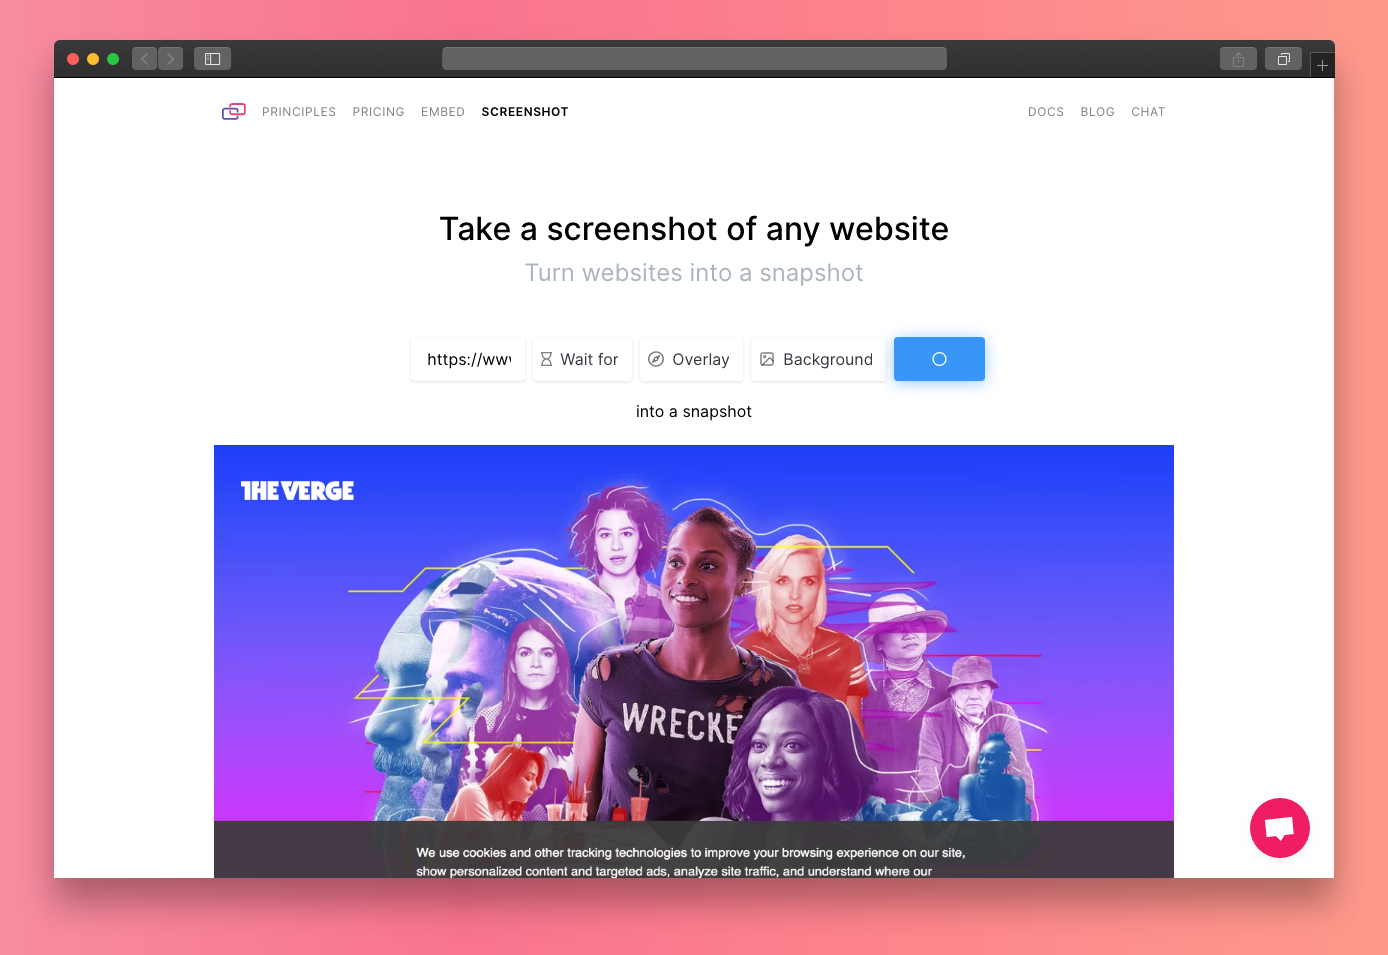 PRINCIPLES PRICING EMBED SCREENSHOT DOCS BLOG CHAT
Take a screenshot of any website
Turn websites into a snapshot
https://www Wait for Overlay Background
into a snapshot
THE VERGE
WRECKE
We use cookies and other tracking technologies to improve your browsing experience on our site,
show personalized content and targeted ads, analyze site traffic, and understand where our